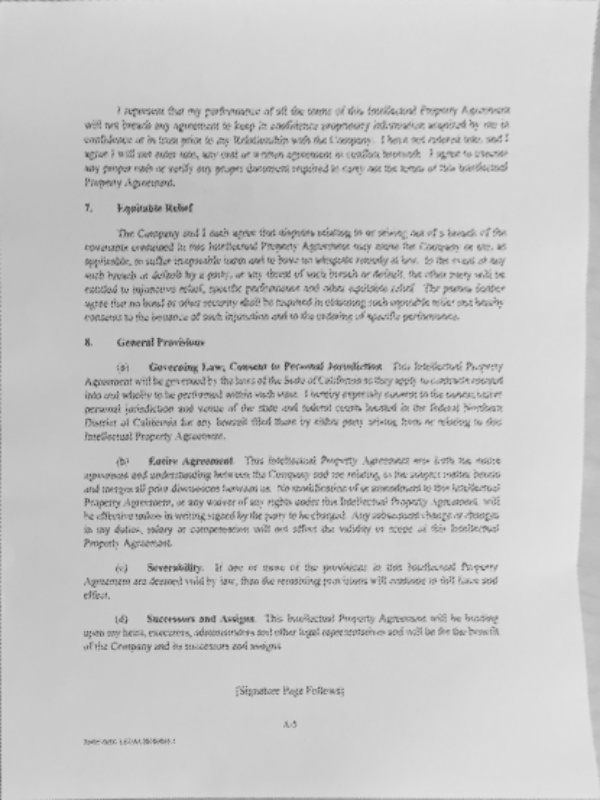 I represent that my performance of all the terms of this Intellectual Property Agreement
will not breach any agreement to keep in confidence proprietary information acquired by me in
confidence or in trust prior to my Relationship with the Company. I have not entered into, and I
agree I will not enter into, any oral or written agreement in conflict herewith. I agree to execute
any proper oath or verify any proper document required to carry out the terms of this Intellectual
Property Agreement.
7. Equitable Relief
The Company and I each agree that disputes relating to or arising out of a breach of the
covenants contained in this Intellectual Property Agreement may cause the Company or me, as
applicable, to suffer irreparable harm and to have no adequate remedy at law. In the event of any
such breach or default by a party, or any threat of such breach or default, the other party will be
entitled to injunctive relief, specific performance and other equitable relief. The parties further
agree that no bond or other security shall be required in obtaining such equitable relief and hereby
consents to the issuance of such injunction and to the ordering of specific performance.
8. General Provisions
(a) Governing Law; Consent to Personal Jurisdiction. This Intellectual Property
Agreement will be governed by the laws of the State of California as they apply to contracts entered
into and wholly to be performed within such state. I hereby expressly consent to the
personal jurisdiction and venue of the state and federal courts located in the federal Northern
District of California for any lawsuit filed there by either party arising from or relating to this
Intellectual Property Agreement.
(b) Entire Agreement. This Intellectual Property Agreement sets forth the entire
agreement and understanding between the Company and me relating to the subject matter herein
and merges all prior discussions between us. No modification of or amendment to this Intellectual
Property Agreement, or any waiver of any rights under this Intellectual Property Agreement, will
be effective unless in writing signed by the party to be charged. Any subsequent change or changes
in my duties, salary or compensation will not affect the validity or scope of this Intellectual
Property Agreement.
(c) Severability. If one or more of the provisions in this Intellectual Property
Agreement are deemed void by law, then the remaining provisions will continue in full force and
effect.
(d) Successors and Assigns. This Intellectual Property Agreement will be binding
upon my heirs, executors, administrators and other legal representatives and will be for the benefit
of the Company and its successors and assigns.
[Signature Page Follows]
A-5